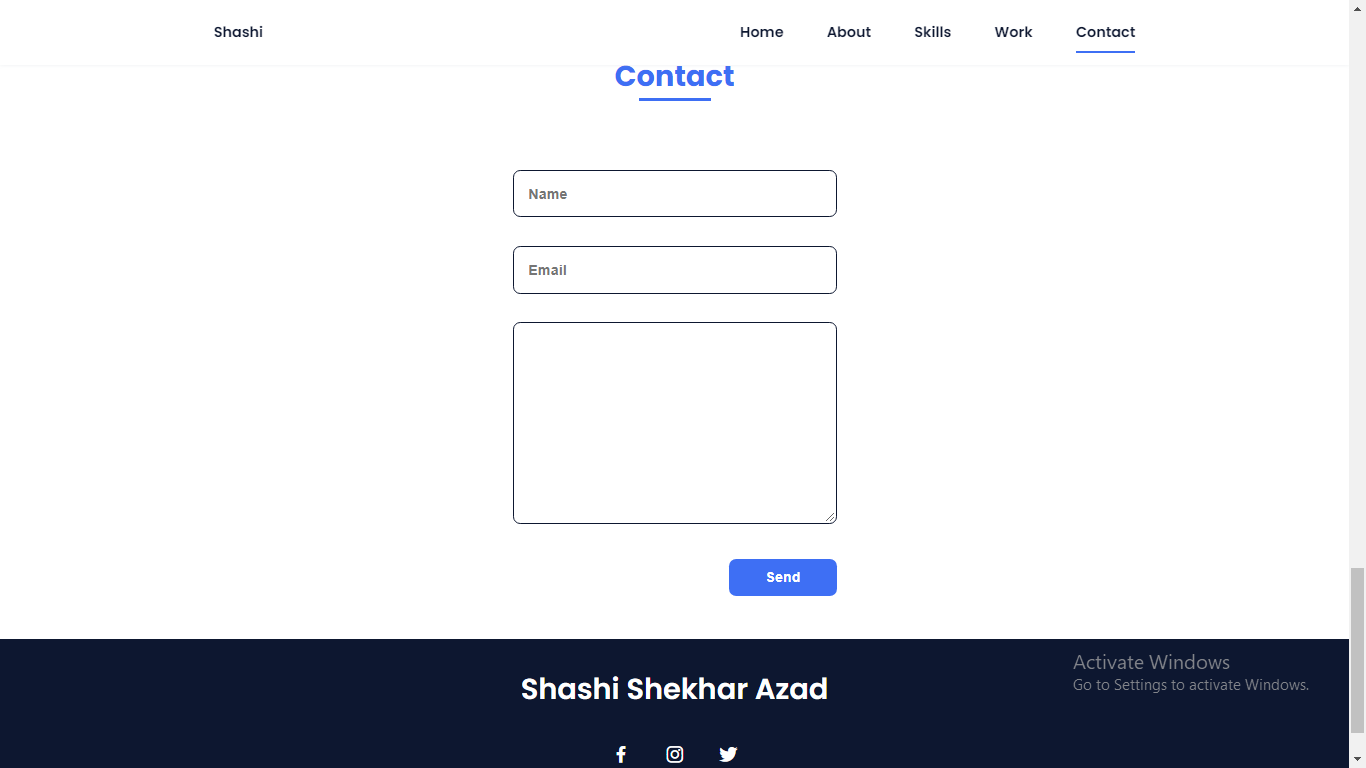 Shashi Home About Skills Work Contact
Contact
Name
Email
Send
Shashi Shekhar Azad
Activate Windows
Go to Settings to activate Windows.